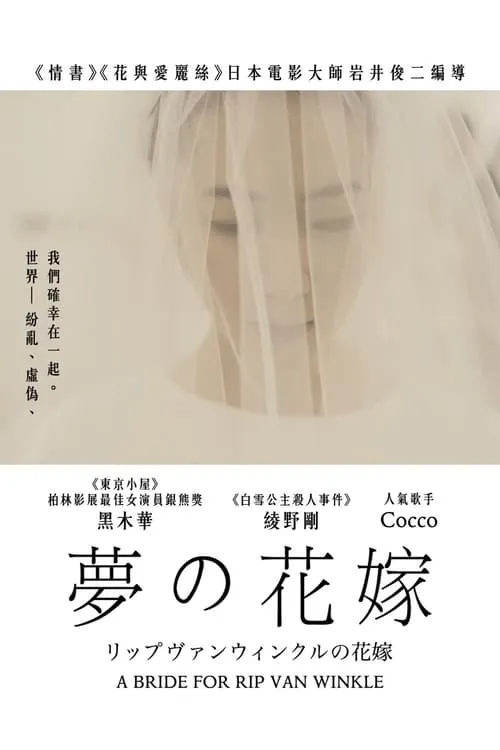 《情書》《花與愛麗絲》日本電影大師岩井俊二編導
世界─紛亂、虛偽、
我們確幸在一起。
《東京小屋》
柏林影展最佳女演員銀熊獎
黑木華
《白雪公主殺人事件》
綾野剛
人氣歌手
Cocco
夢の花嫁
リップヴァンウィンクルの花嫁
A BRIDE FOR RIP VAN WINKLE